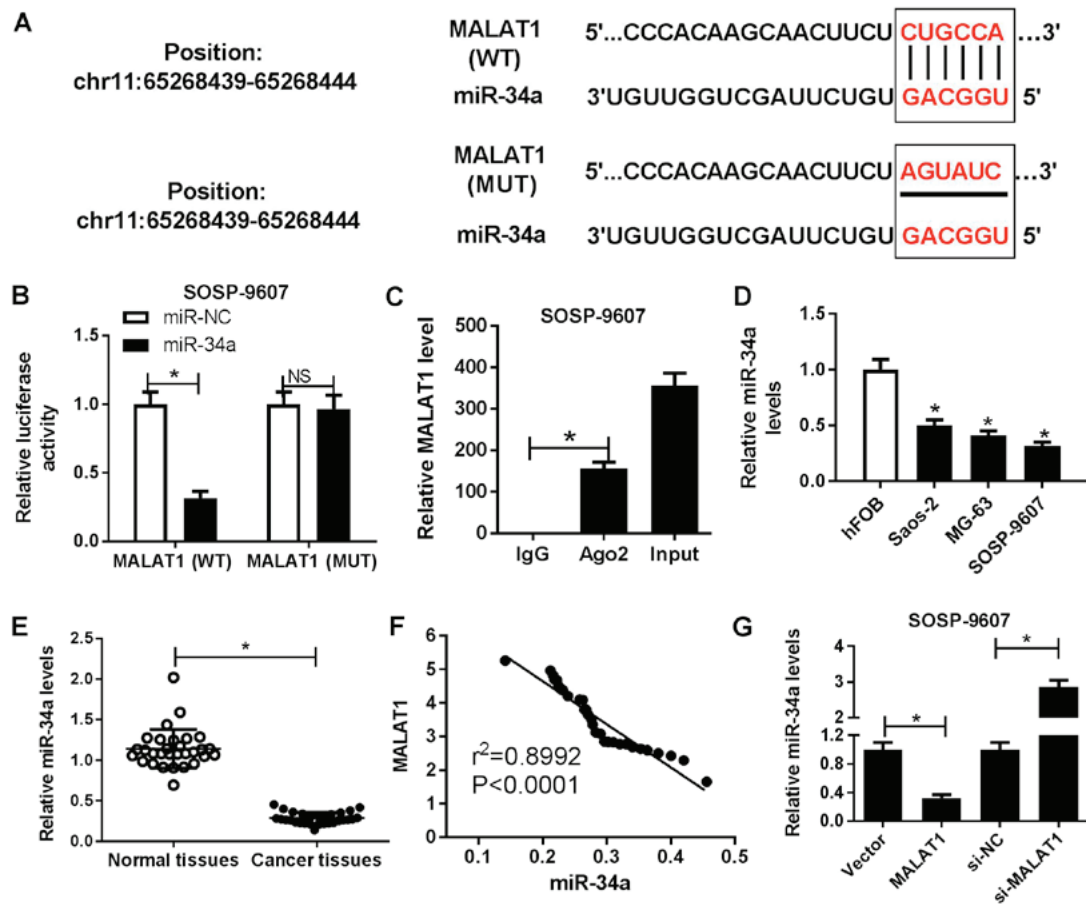 A
Position:
chr11:65268439-65268444
MALAT1
(WT)
5'...CCCACAAGCAACUUCU CUGCCA ...3'
miR-34a
3'UGUUGGUCGAUUCUGU GACGGU 5'
Position:
chr11:65268439-65268444
MALAT1
(MUT)
5'...CCCACAAGCAACUUCU AGUAUC ...3'
miR-34a
3'UGUUGGUCGAUUCUGU GACGGU 5'
B
SOSP-9607
miR-NC
miR-34a
Relative luciferase
activity
1.5
1.0
0.5
0.0
*
NS
MALAT1 (WT)
MALAT1 (MUT)
C
SOSP-9607
Relative MALAT1 level
500
400
300
200
100
0
*
IgG
Ago2
Input
D
Relative miR-34a
levels
1.5
1.0
0.5
0.0
*
*
*
hFOB
Saos-2
MG-63
SOSP-9607
E
Relative miR-34a levels
2.5
2.0
1.5
1.0
0.5
0.0
*
Normal tissues
Cancer tissues
F
MALAT1
6
5
4
3
2
1
0
r²=0.8992
P<0.0001
0.1
0.2
0.3
0.4
0.5
miR-34a
G
SOSP-9607
Relative miR-34a levels
4
3
2
1.2
0.8
0.4
0.0
*
*
Vector
MALAT1
si-NC
si-MALAT1